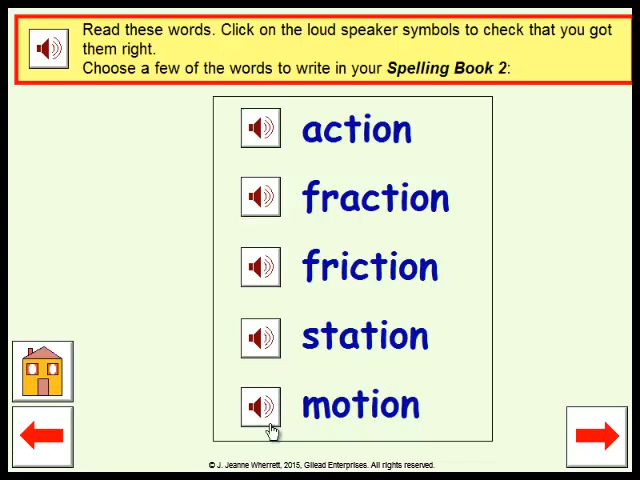 Read these words. Click on the loud speaker symbols to check that you got
them right.
Choose a few of the words to write in your Spelling Book 2:
action
fraction
friction
station
motion
© J. Jeanne Wherrett, 2015, Gilead Enterprises. All rights reserved.